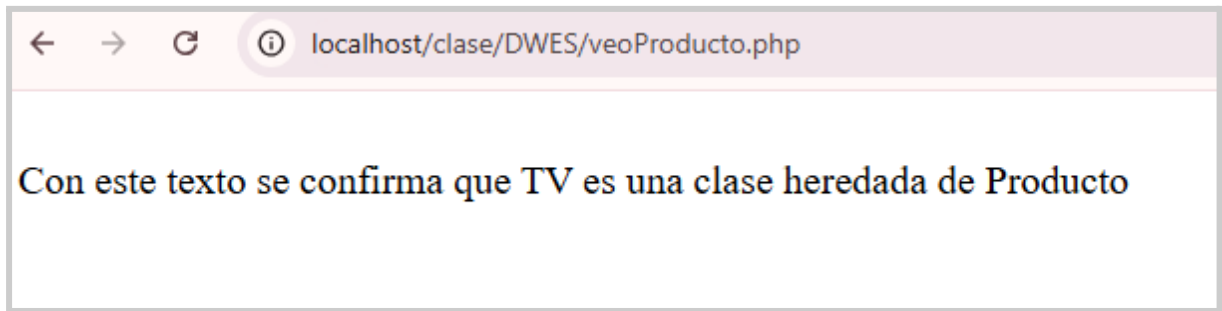 localhost/clase/DWES/veoProducto.php
Con este texto se confirma que TV es una clase heredada de Producto